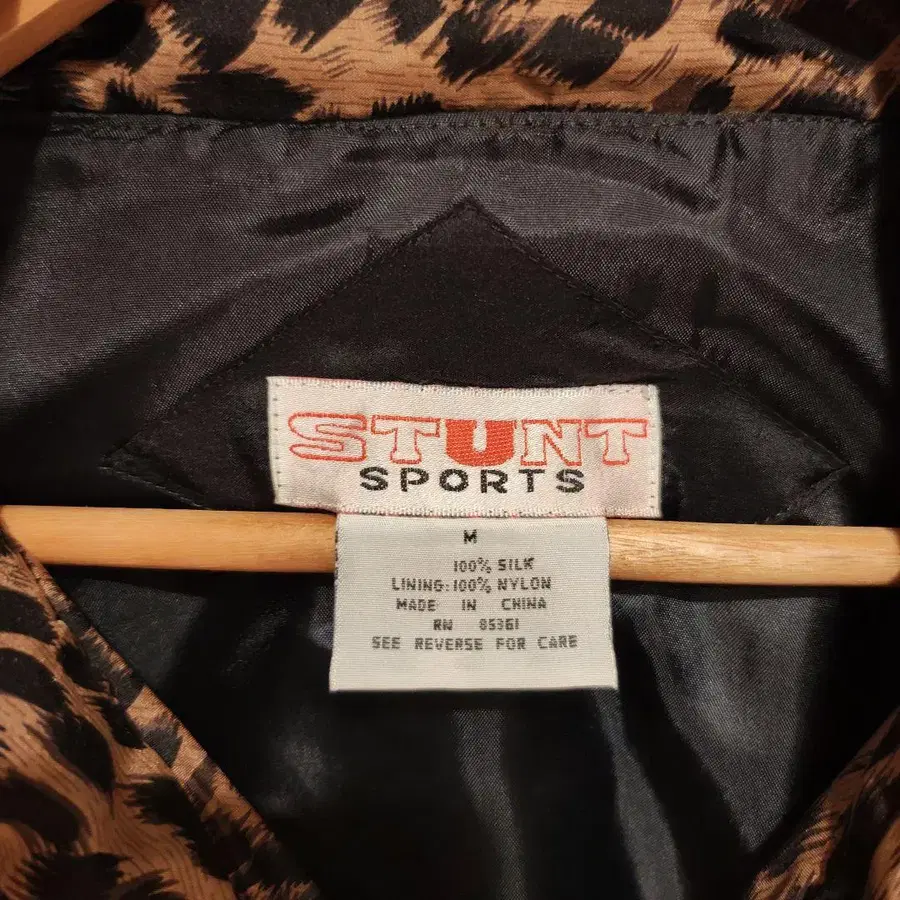 STUNT
SPORTS
M
100% SILK
LINING: 100% NYLON
MADE IN CHINA
RN 85361
SEE REVERSE FOR CARE